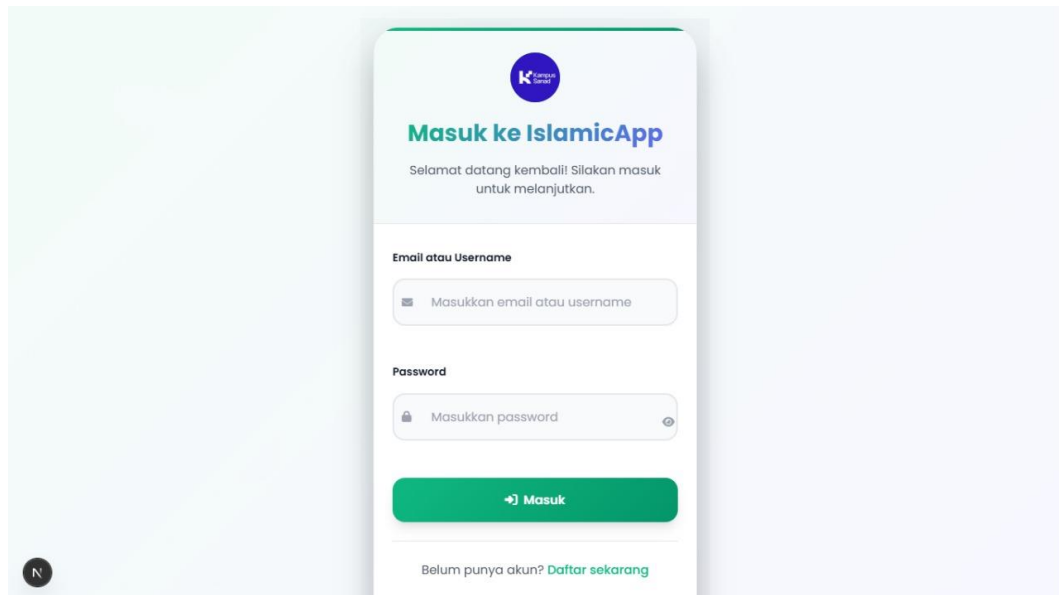 Kampus
Sanad
Masuk ke IslamicApp
Selamat datang kembali! Silakan masuk
untuk melanjutkan.
Email atau Username
Masukkan email atau username
Password
Masukkan password
Masuk
Belum punya akun? Daftar sekarang
N